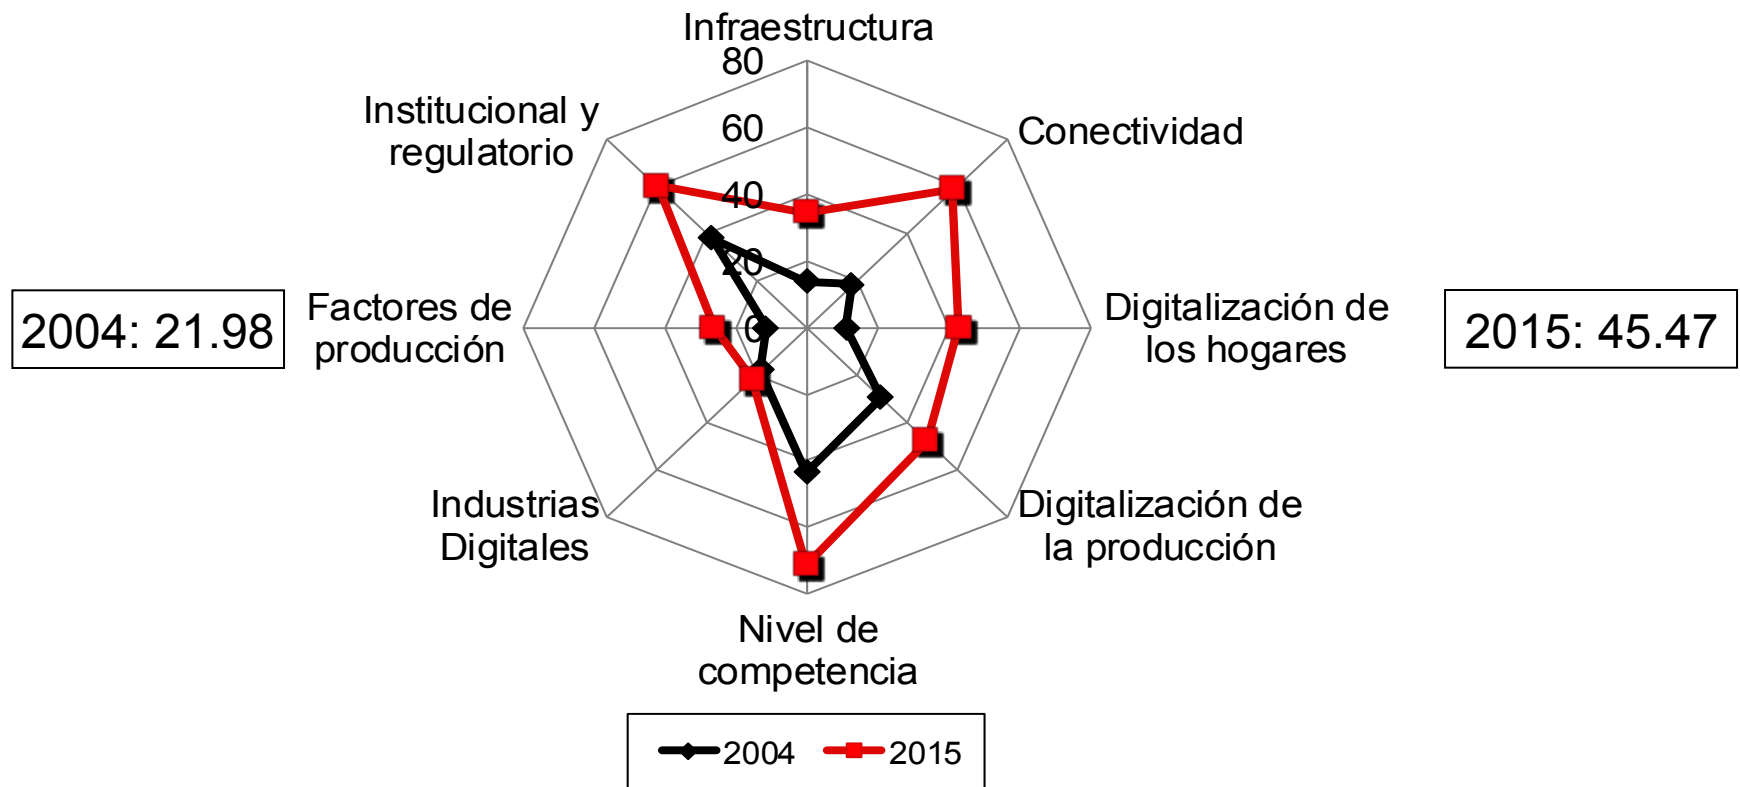 Infraestructura
80
Institucional y
regulatorio
60
Conectividad
40
20
0
2004: 21.98
Factores de
producción
Digitalización de
los hogares
2015: 45.47
Industrias
Digitales
Digitalización de
la producción
Nivel de
competencia
2004
2015